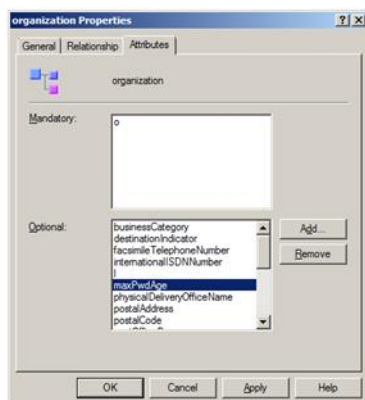 organization Properties
General
Relationship
Attributes
organization
Mandatory:
o
Optional:
businessCategory
destinationIndicator
facsimileTelephoneNumber
internationalISDNNumber
l
maxPwdAge
physicalDeliveryOfficeName
postalAddress
postalCode
Add...
Remove
OK
Cancel
Apply
Help